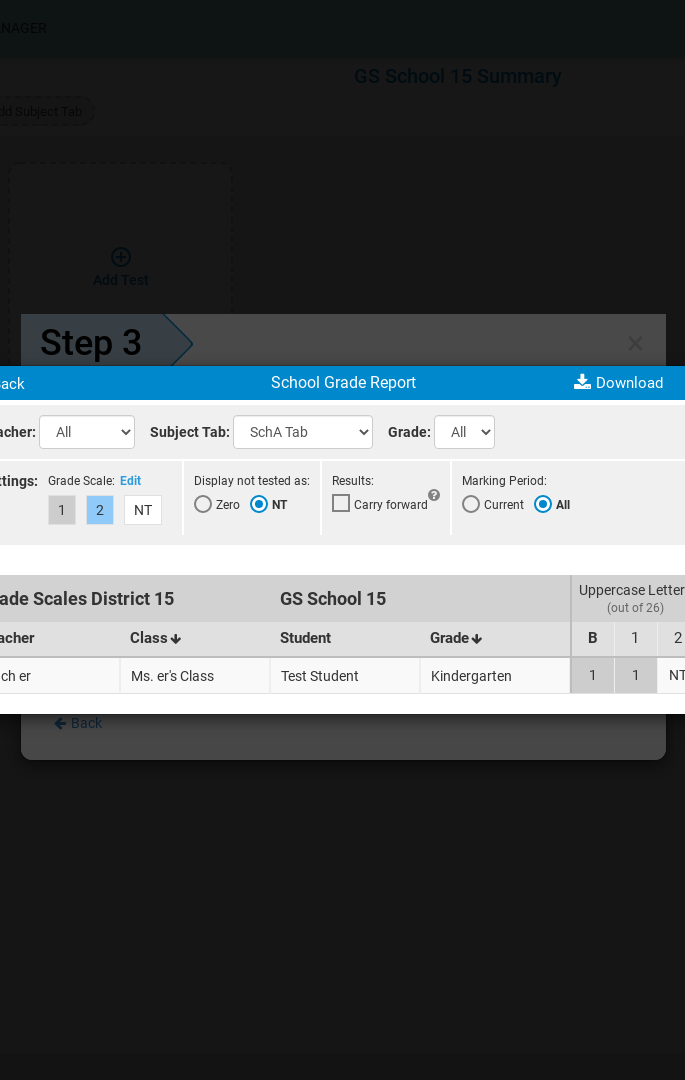 NAGER
GS School 15 Summary
dd Subject Tab
Add Test
Step 3
×
Back
School Grade Report
Download
acher: All Subject Tab: SchA Tab Grade: All
ttings: Grade Scale: Edit Display not tested as: Results: Marking Period:
1 2 NT Zero NT Carry forward ? Current All
ade Scales District 15 GS School 15 Uppercase Letter
(out of 26)
acher Class Student Grade B 1 2
ch er Ms. er's Class Test Student Kindergarten 1 1 NT
Back